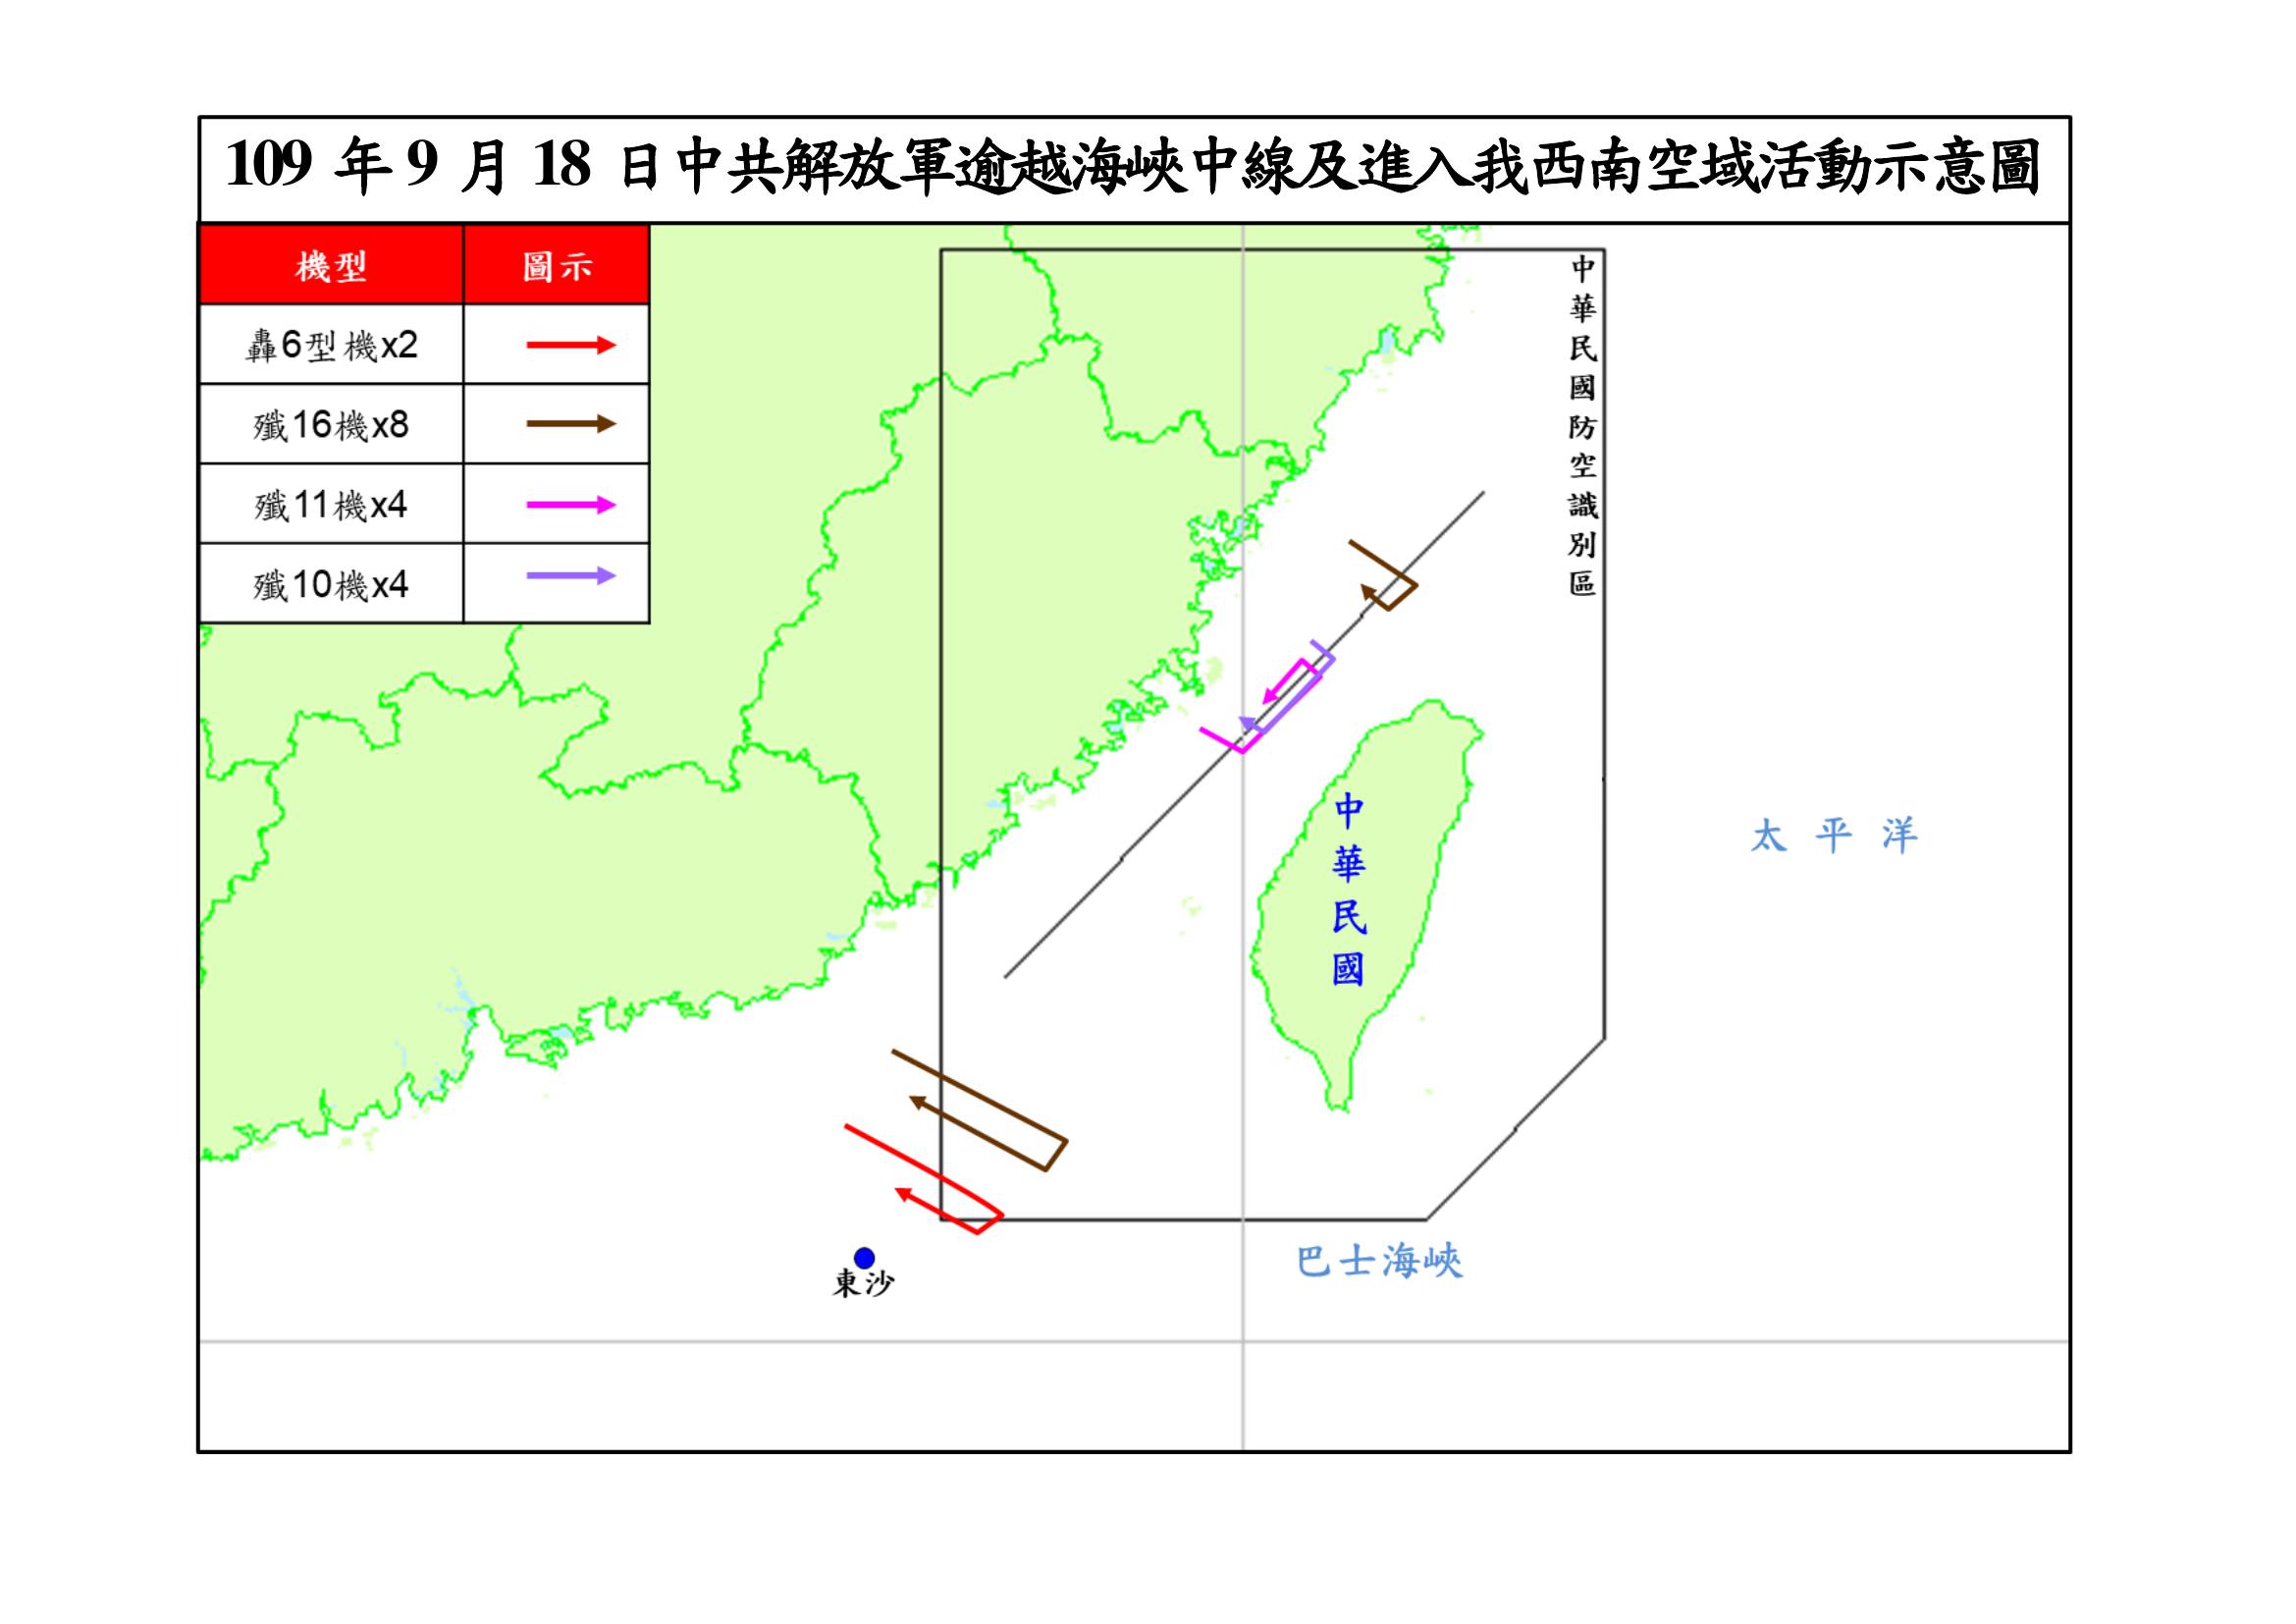 109 年 9 月 18 日中共解放軍逾越海峽中線及進入我西南空域活動示意圖
機型 圖示
轟6型機x2
殲16機x8
殲11機x4
殲10機x4
中華民國防空識別區
中華民國
太平洋
巴士海峽
東沙